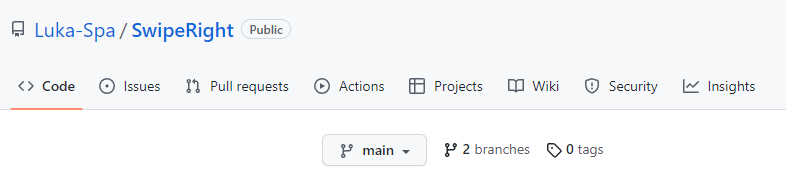 Luka-Spa / SwipeRight Public
Code Issues Pull requests Actions Projects Wiki Security Insights
main 2 branches 0 tags